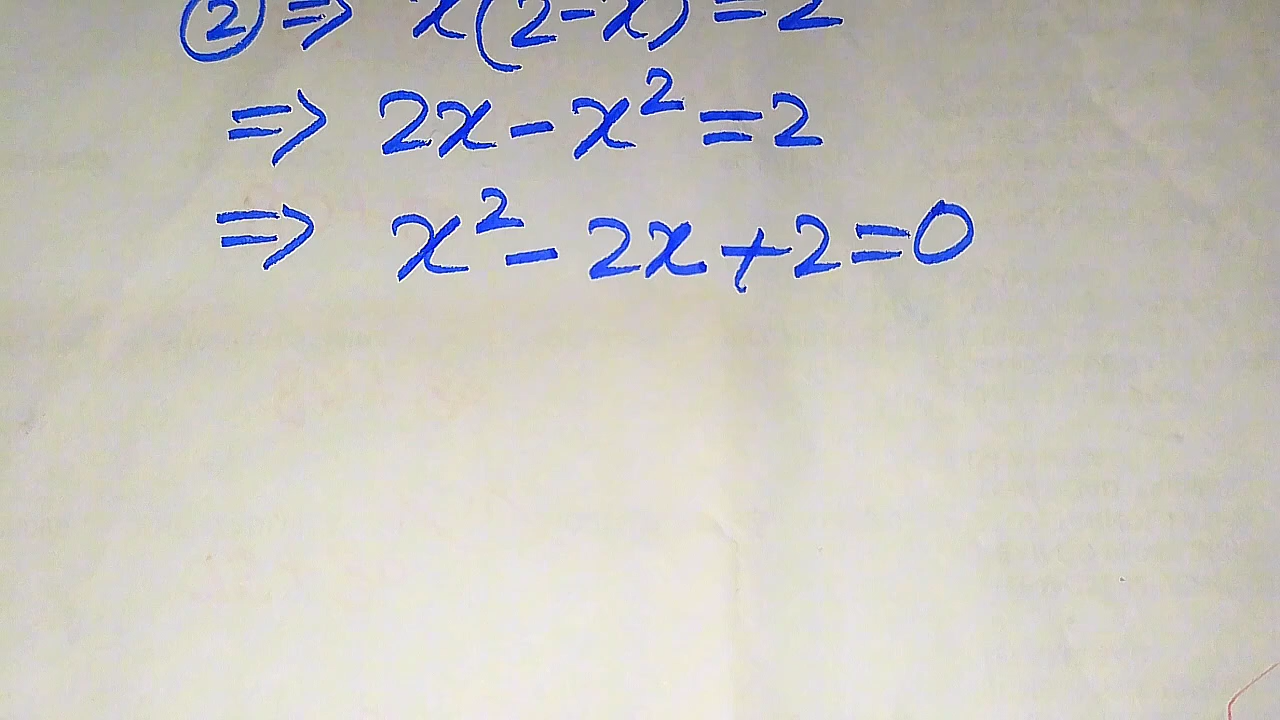 ② => x(2-x) = 2
=> 2x - x² = 2
=> x² - 2x + 2 = 0